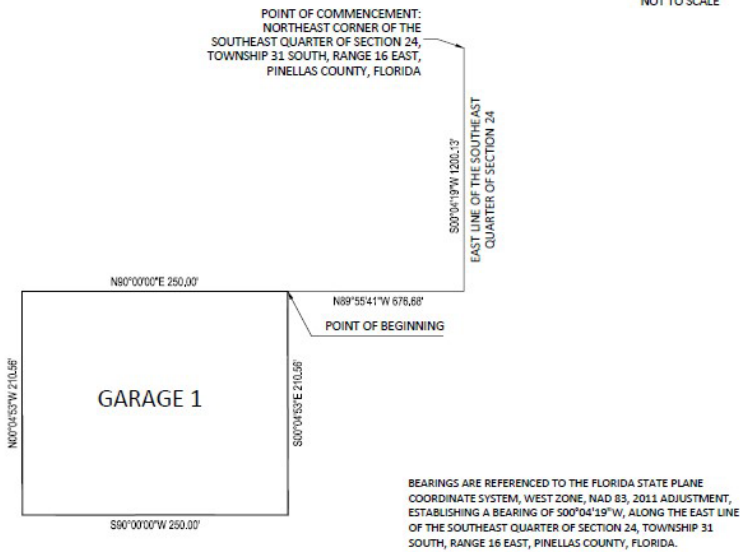 NOT TO SCALE
POINT OF COMMENCEMENT:
NORTHEAST CORNER OF THE
SOUTHEAST QUARTER OF SECTION 24,
TOWNSHIP 31 SOUTH, RANGE 16 EAST,
PINELLAS COUNTY, FLORIDA
S00°04'19"W 1200.13'
EAST LINE OF THE SOUTHEAST
QUARTER OF SECTION 24
N90°00'00"E 250.00'
N89°55'41"W 676.68'
POINT OF BEGINNING
N00°04'53"W 210.56'
GARAGE 1
S00°04'53"E 210.56'
S90°00'00"W 250.00'
BEARINGS ARE REFERENCED TO THE FLORIDA STATE PLANE
COORDINATE SYSTEM, WEST ZONE, NAD 83, 2011 ADJUSTMENT,
ESTABLISHING A BEARING OF S00°04'19"W, ALONG THE EAST LINE
OF THE SOUTHEAST QUARTER OF SECTION 24, TOWNSHIP 31
SOUTH, RANGE 16 EAST, PINELLAS COUNTY, FLORIDA.